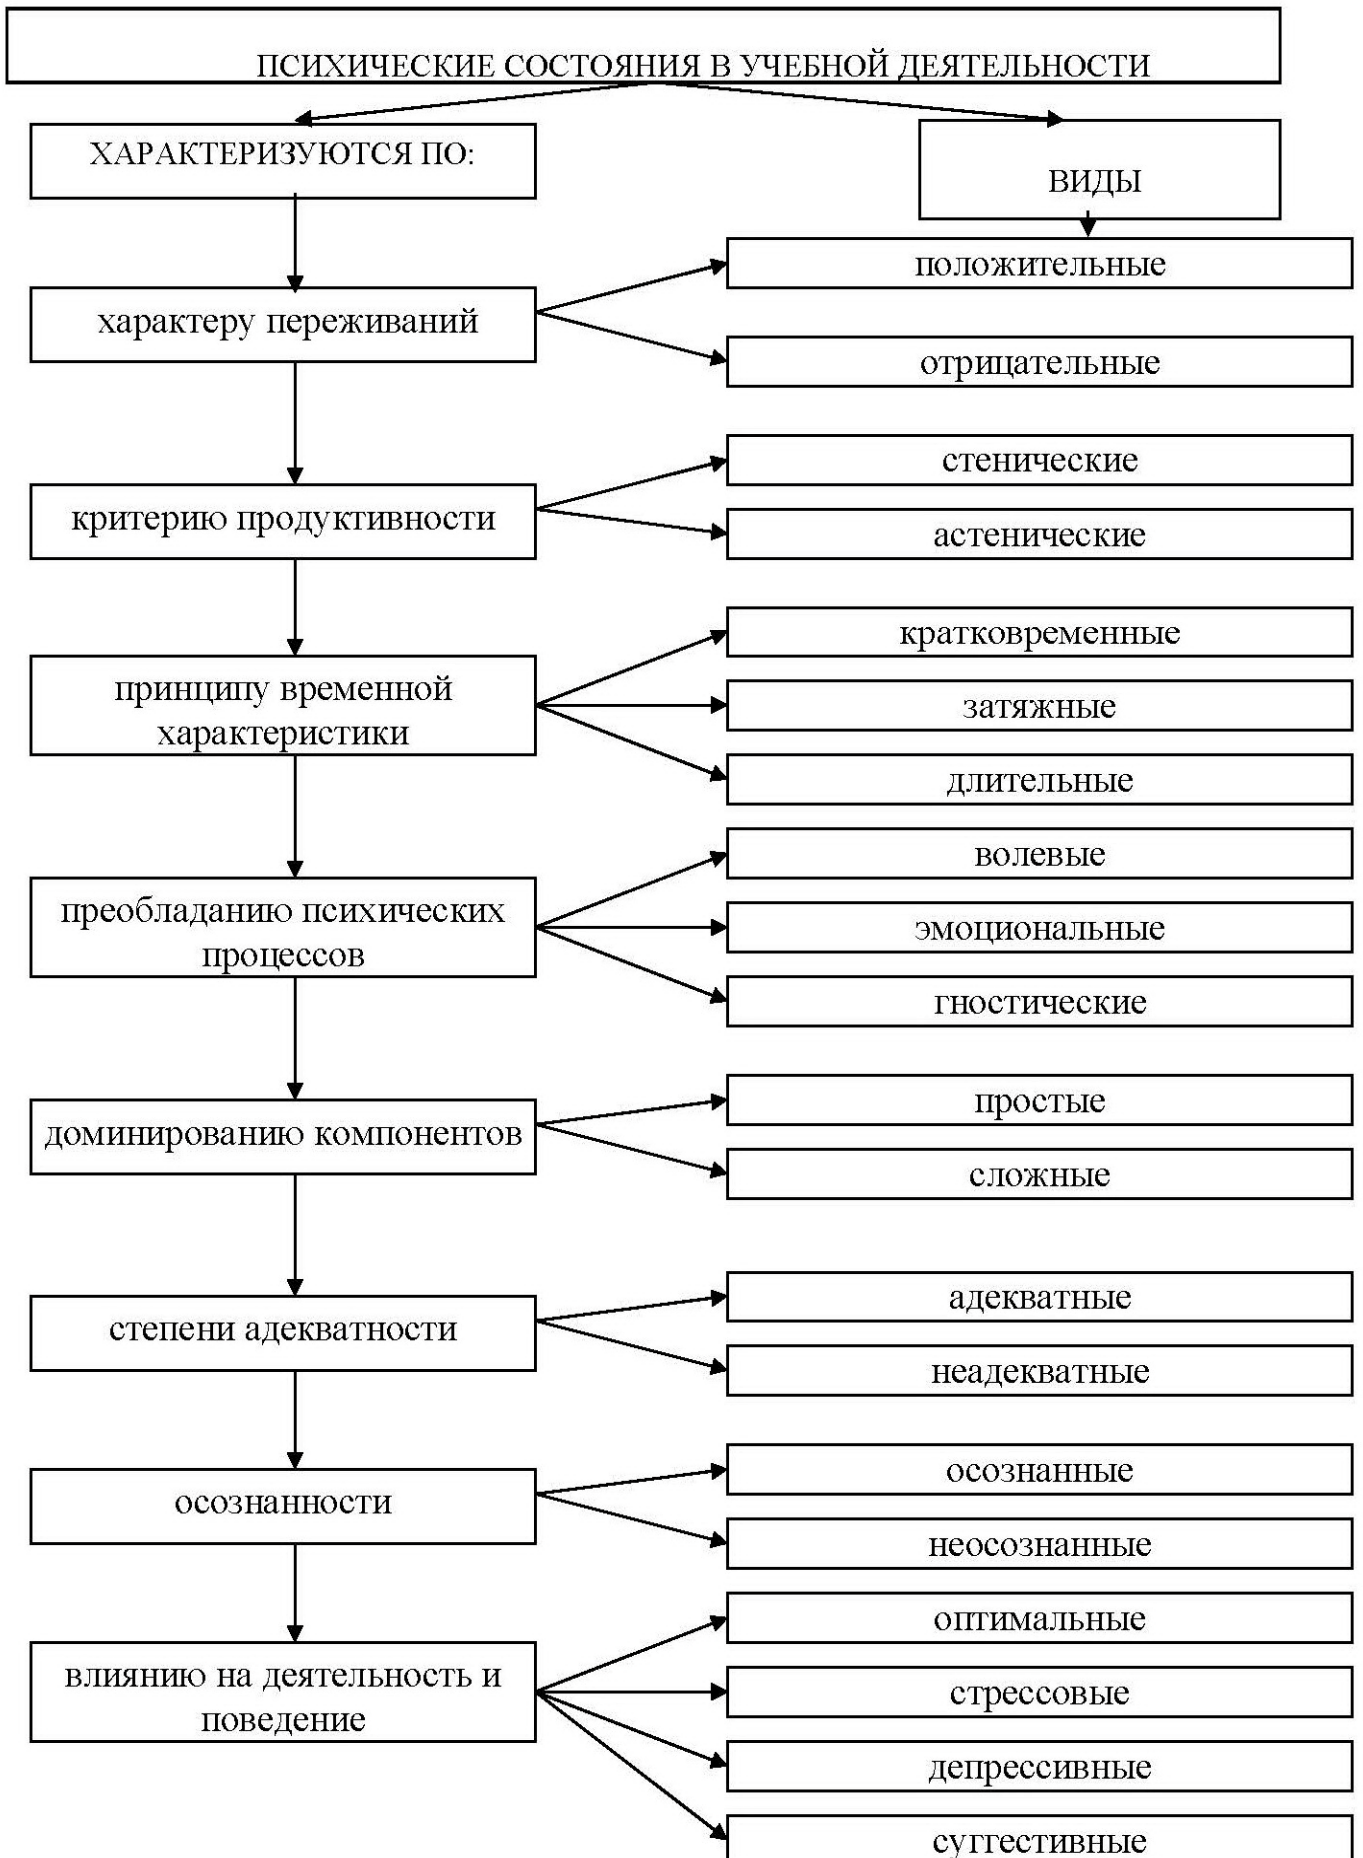 ПСИХИЧЕСКИЕ СОСТОЯНИЯ В УЧЕБНОЙ ДЕЯТЕЛЬНОСТИ
ХАРАКТЕРИЗУЮТСЯ ПО:
ВИДЫ
характеру переживаний
положительные
отрицательные
критерию продуктивности
стенические
астенические
принципу временной
характеристики
кратковременные
затяжные
длительные
преобладанию психических
процессов
волевые
эмоциональные
гностические
доминированию компонентов
простые
сложные
степени адекватности
адекватные
неадекватные
осознанности
осознанные
неосознанные
влиянию на деятельность и
поведение
оптимальные
стрессовые
депрессивные
суггестивные